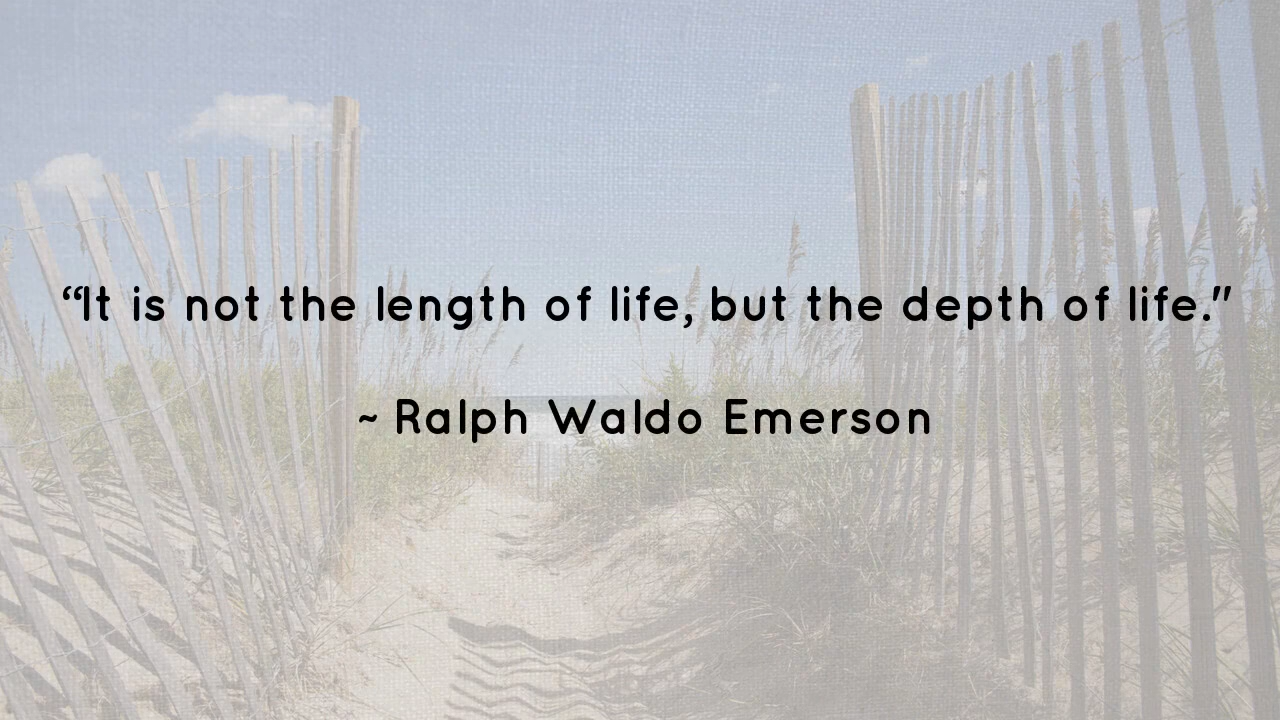 “It is not the length of life, but the depth of life."
~ Ralph Waldo Emerson